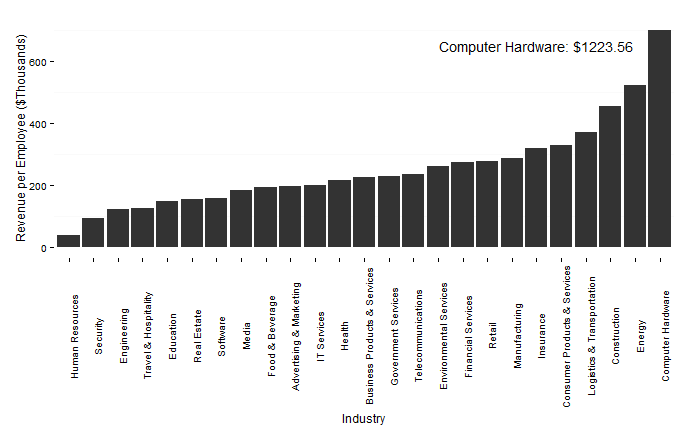 Computer Hardware: $1223.56
Revenue per Employee ($Thousands)
600
400
200
0
Human Resources
Security
Engineering
Travel & Hospitality
Education
Real Estate
Software
Media
Food & Beverage
Advertising & Marketing
IT Services
Health
Business Products & Services
Government Services
Telecommunications
Environmental Services
Financial Services
Retail
Manufacturing
Insurance
Consumer Products & Services
Logistics & Transportation
Construction
Energy
Computer Hardware
Industry